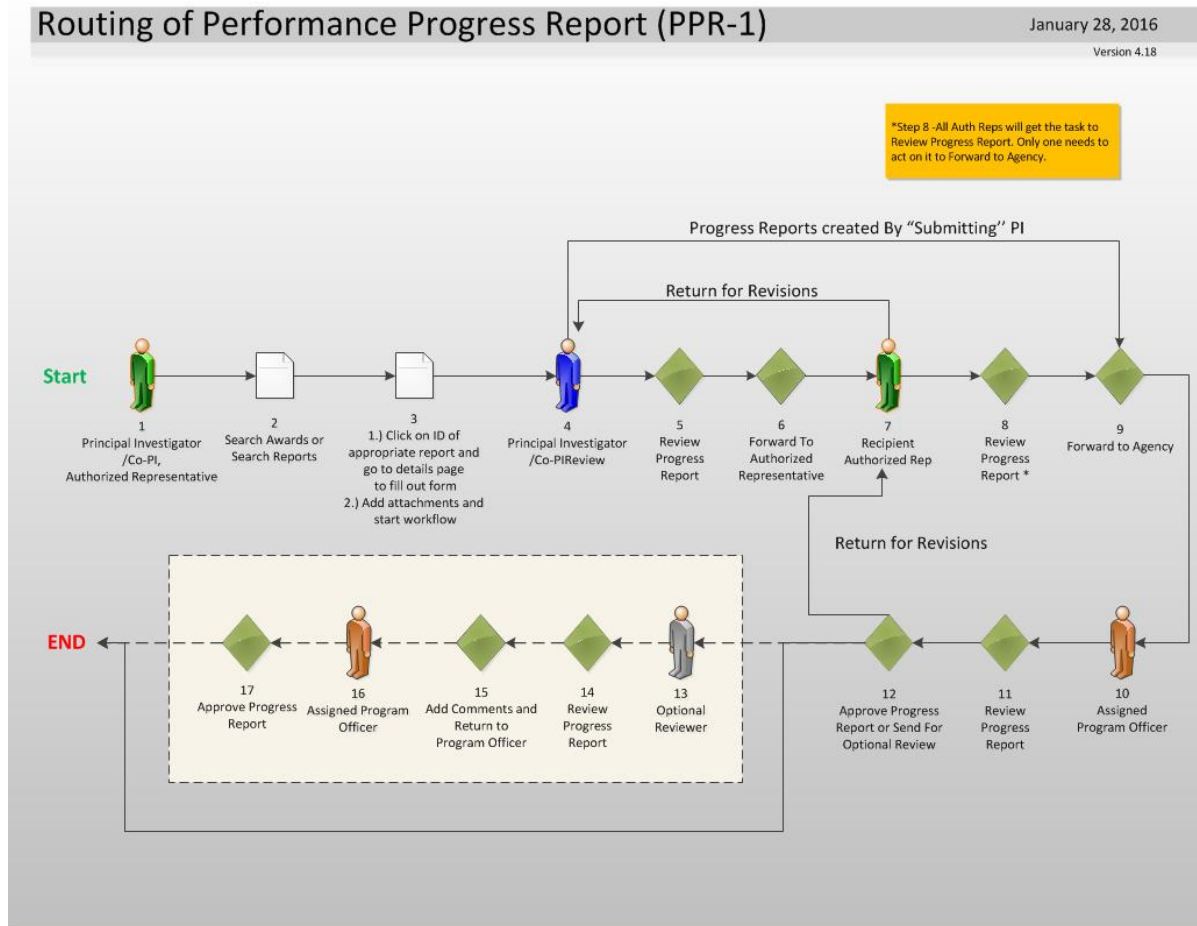 Routing of Performance Progress Report (PPR-1)
January 28, 2016
Version 4.18
*Step 8 -All Auth Reps will get the task to
Review Progress Report. Only one needs to
act on it to Forward to Agency.
Progress Reports created By “Submitting’’ PI
Return for Revisions
Start
1
Principal Investigator
/Co-PI,
Authorized Representative
2
Search Awards or
Search Reports
3
1.) Click on ID of
appropriate report and
go to details page
to fill out form
2.) Add attachments and
start workflow
4
Principal Investigator
/Co-PIReview
5
Review
Progress
Report
6
Forward To
Authorized
Representative
7
Recipient
Authorized Rep
8
Review
Progress
Report *
9
Forward to Agency
Return for Revisions
END
17
Approve Progress
Report
16
Assigned Program
Officer
15
Add Comments and
Return to
Program Officer
14
Review
Progress
Report
13
Optional
Reviewer
12
Approve Progress
Report or Send For
Optional Review
11
Review
Progress
Report
10
Assigned
Program Officer